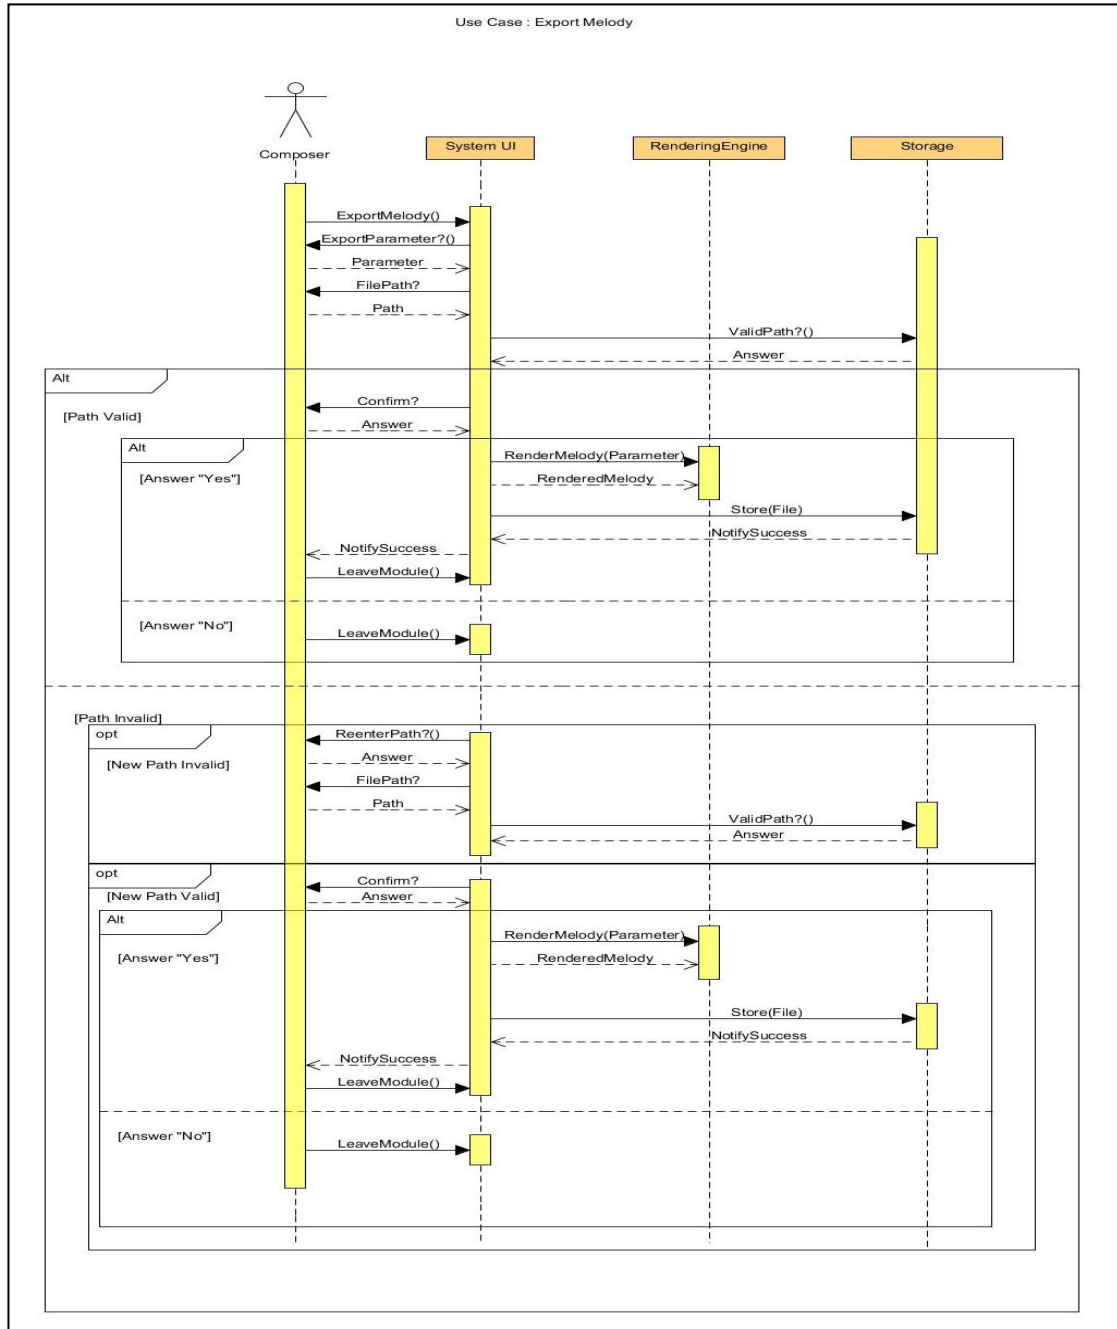 Use Case : Export Melody
Composer
System UI
RenderingEngine
Storage
ExportMelody()
ExportParameter?()
Parameter
FilePath?
Path
ValidPath?()
Answer
Alt
Confirm?
[Path Valid]
Answer
Alt
RenderMelody(Parameter)
[Answer "Yes"]
RenderedMelody
Store(File)
NotifySuccess
NotifySuccess
LeaveModule()
[Answer "No"]
LeaveModule()
[Path Invalid]
opt
ReenterPath?()
Answer
[New Path Invalid]
FilePath?
Path
ValidPath?()
Answer
opt
Confirm?
[New Path Valid]
Answer
Alt
RenderMelody(Parameter)
[Answer "Yes"]
RenderedMelody
Store(File)
NotifySuccess
NotifySuccess
LeaveModule()
[Answer "No"]
LeaveModule()